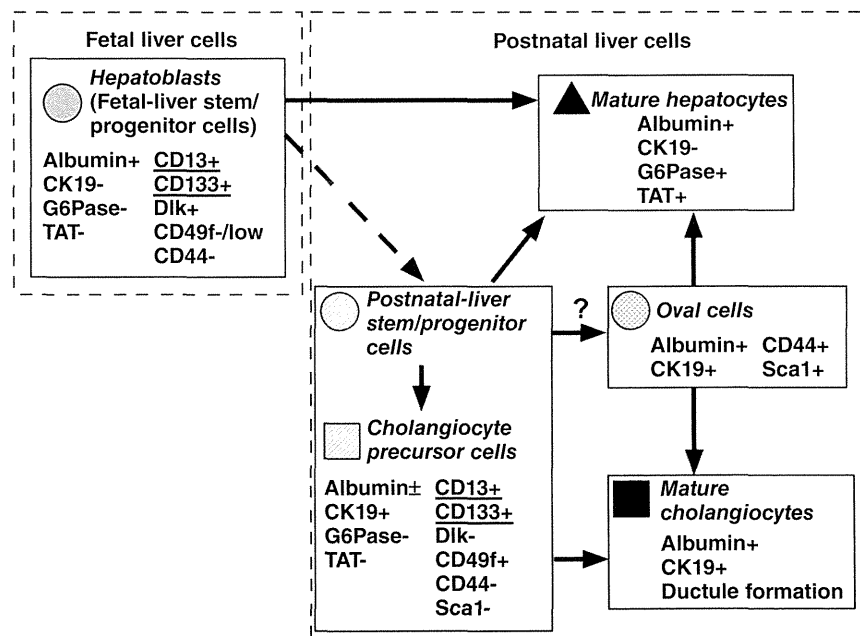 Fetal liver cells
Hepatoblasts
(Fetal-liver stem/
progenitor cells)
Albumin+ CD13+
CK19- CD133+
G6Pase- Dlk+
TAT- CD49f-/low
CD44-
Postnatal liver cells
Mature hepatocytes
Albumin+
CK19-
G6Pase+
TAT+
Postnatal-liver
stem/progenitor
cells
?
Oval cells
Albumin+ CD44+
CK19+ Sca1+
Cholangiocyte
precursor cells
Albumin± CD13+
CK19+ CD133+
G6Pase- Dlk-
TAT- CD49f+
CD44-
Sca1-
Mature
cholangiocytes
Albumin+
CK19+
Ductule formation